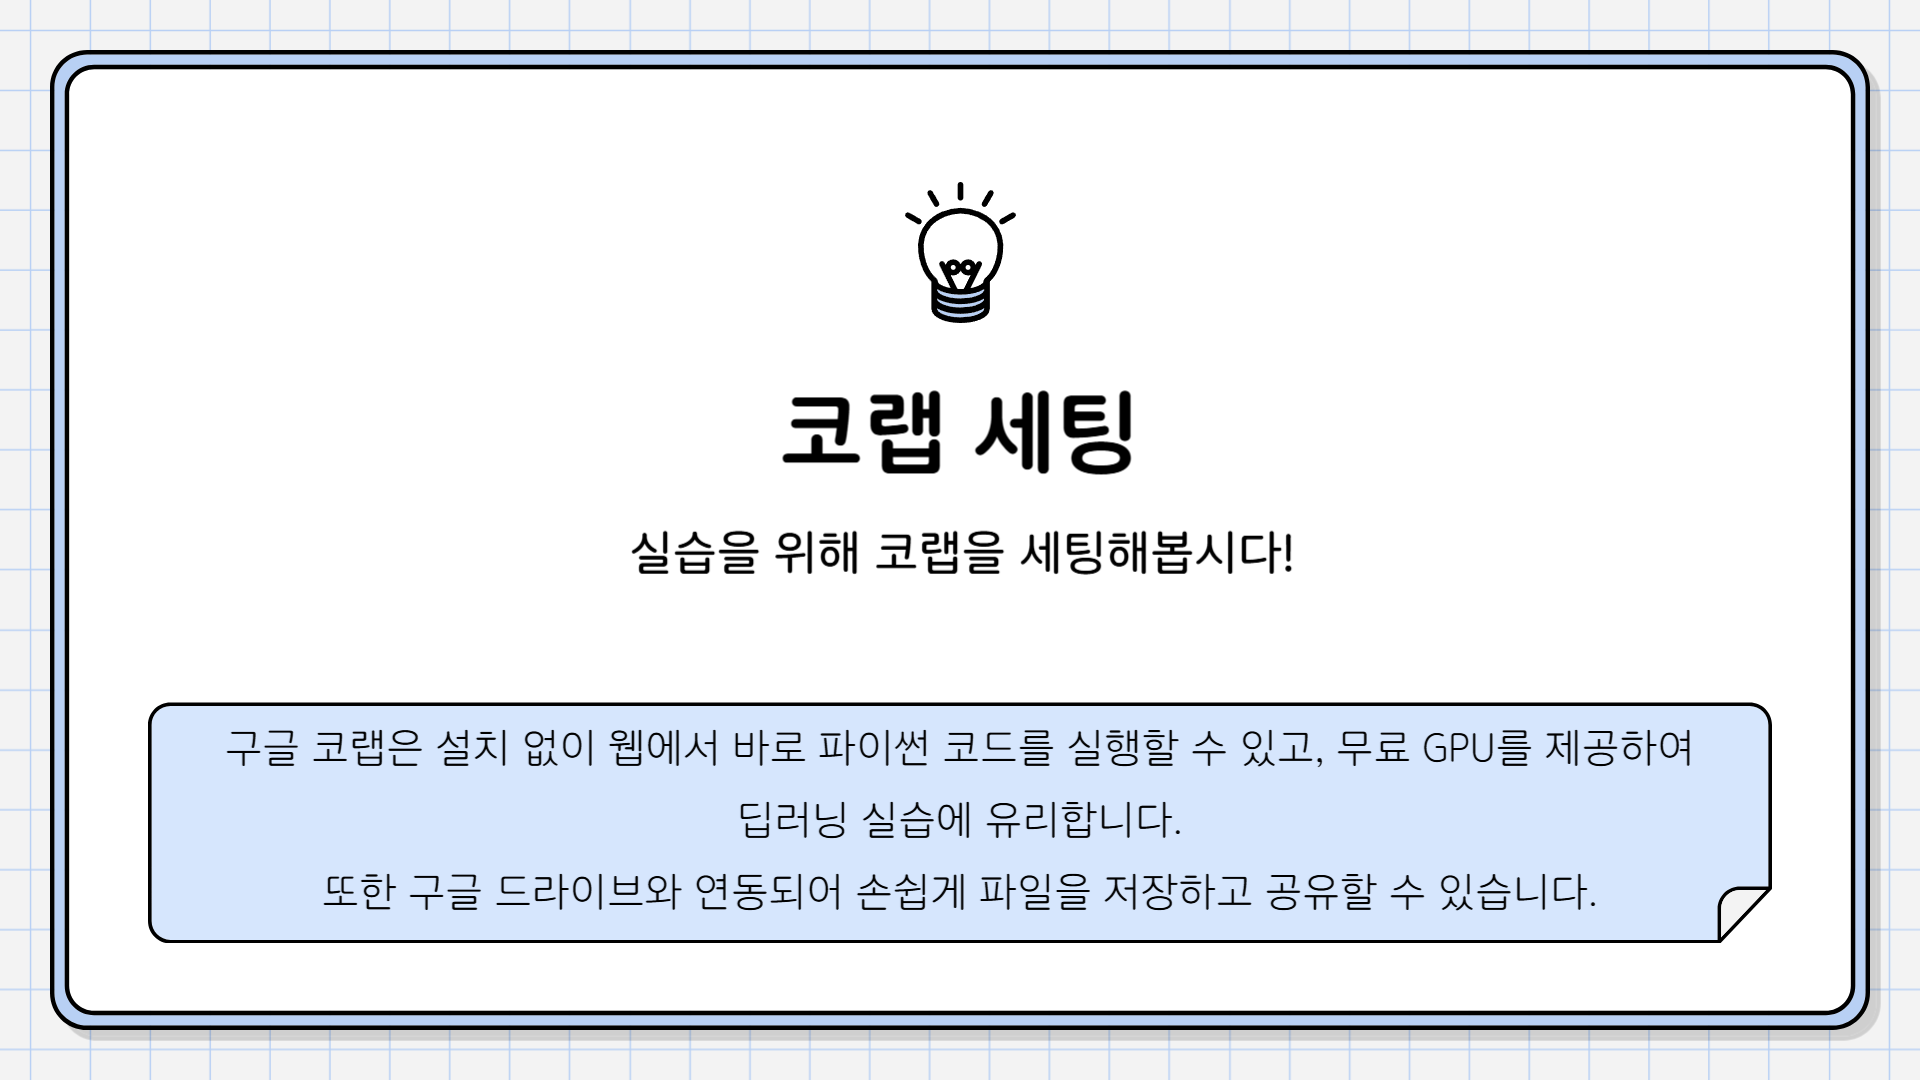 코랩 세팅
실습을 위해 코랩을 세팅해봅시다!
구글 코랩은 설치 없이 웹에서 바로 파이썬 코드를 실행할 수 있고, 무료 GPU를 제공하여
딥러닝 실습에 유리합니다.
또한 구글 드라이브와 연동되어 손쉽게 파일을 저장하고 공유할 수 있습니다.